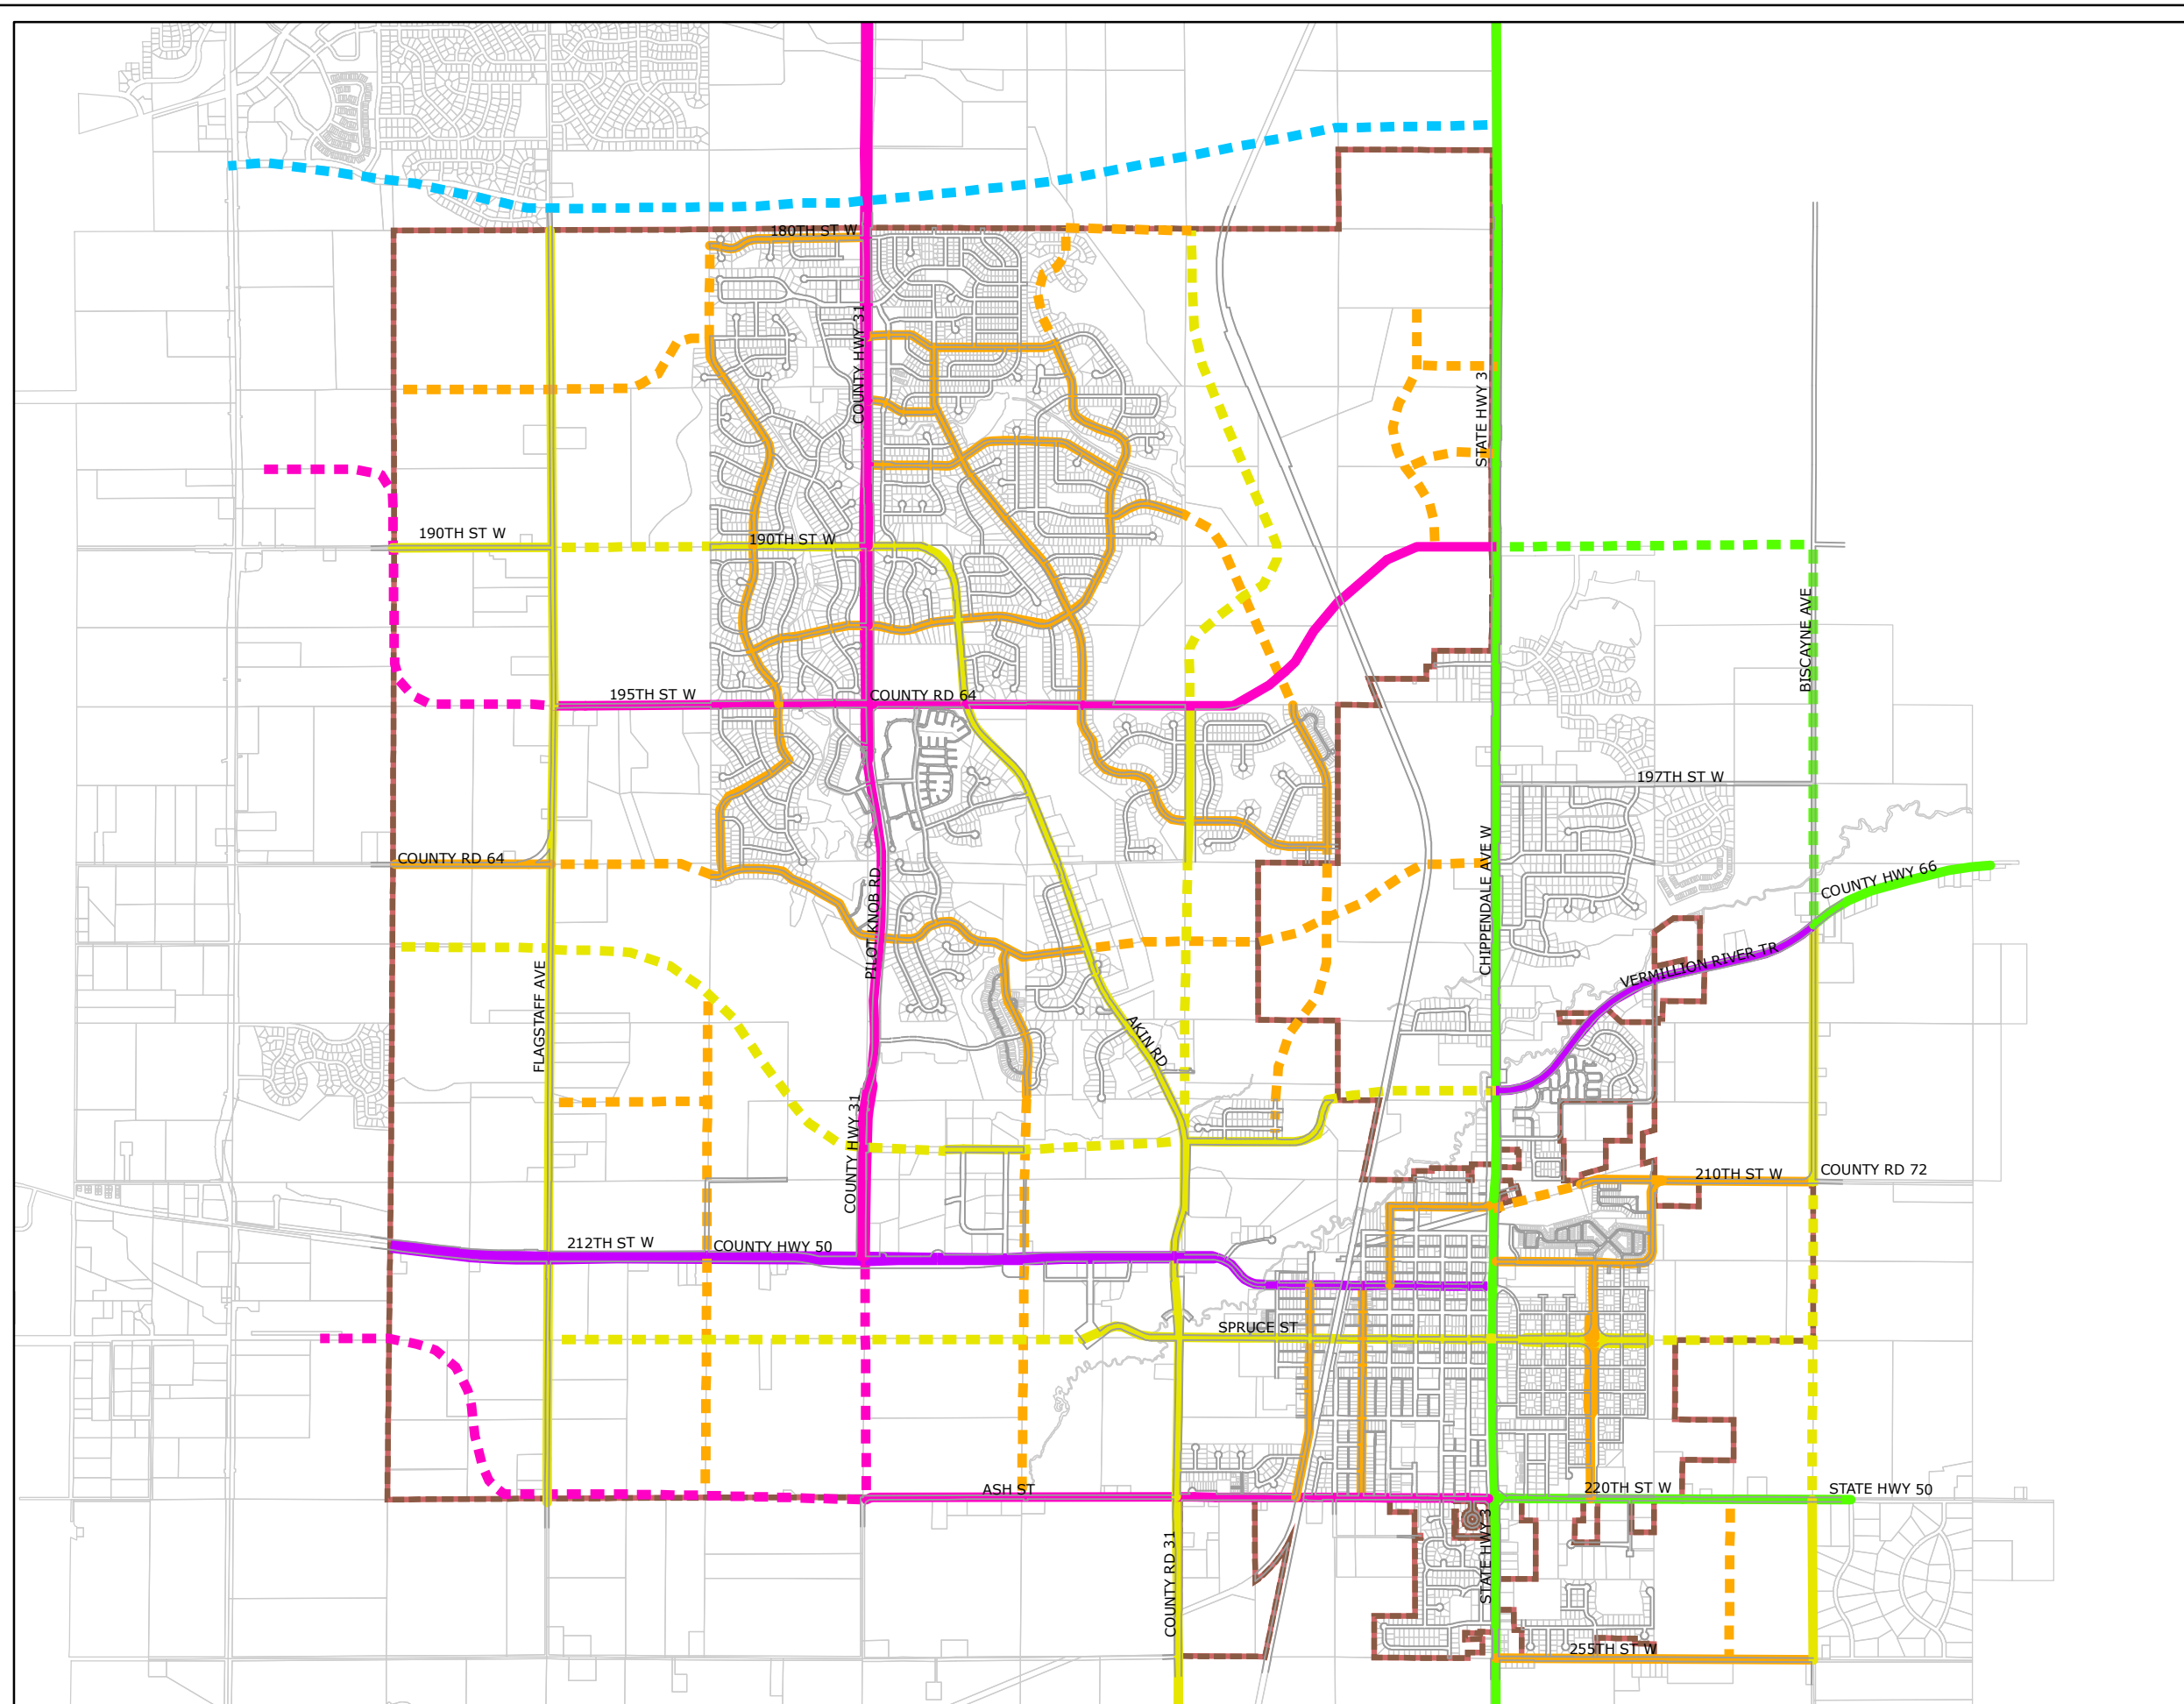 180TH ST W
COUNTY HWY 31
STATE HWY 3
190TH ST W
190TH ST W
BISCAYNE AVE
195TH ST W
COUNTY RD 64
197TH ST W
COUNTY RD 64
PILOT KNOB RD
CHIPPENDALE AVE W
COUNTY HWY 66
VERMILLION RIVER TR
FLAGSTAFF AVE
AKIN RD
COUNTY HWY 31
210TH ST W
COUNTY RD 72
212TH ST W
COUNTY HWY 50
SPRUCE ST
ASH ST
220TH ST W
STATE HWY 50
COUNTY RD 31
STATE HWY 3
255TH ST W